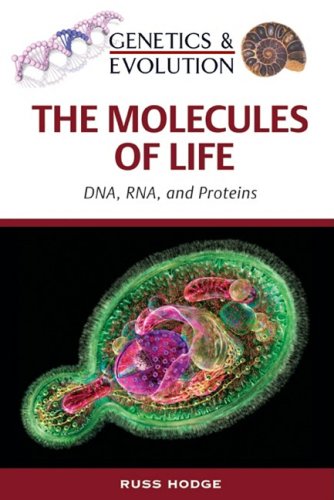 GENETICS &
EVOLUTION
THE MOLECULES
OF LIFE
DNA, RNA, and Proteins
RUSS HODGE